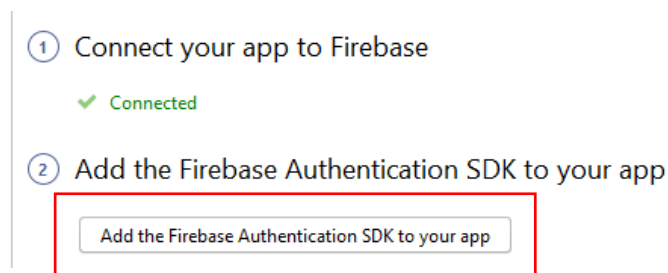 1 Connect your app to Firebase
Connected
2 Add the Firebase Authentication SDK to your app
Add the Firebase Authentication SDK to your app